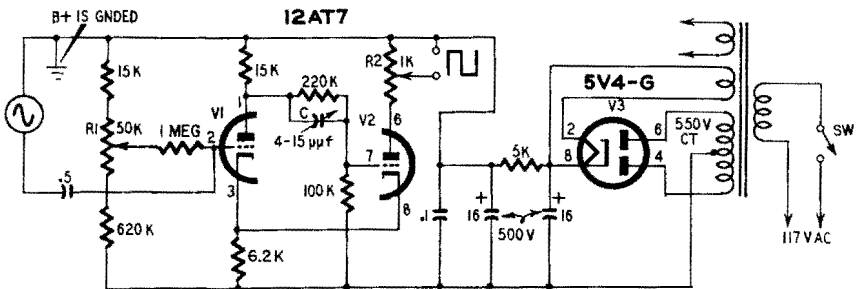 B+ IS GNDED
12AT7
15K
15K
R2
1K
220K
5V4-G
V1
1
C
V2
6
V3
R1
50K
1 MEG
2
4-15 μμf
2
6
550V
CT
SW
7
5K
8
4
.5
3
100K
8
+
+
620K
.1
16
16
500V
117VAC
6.2K